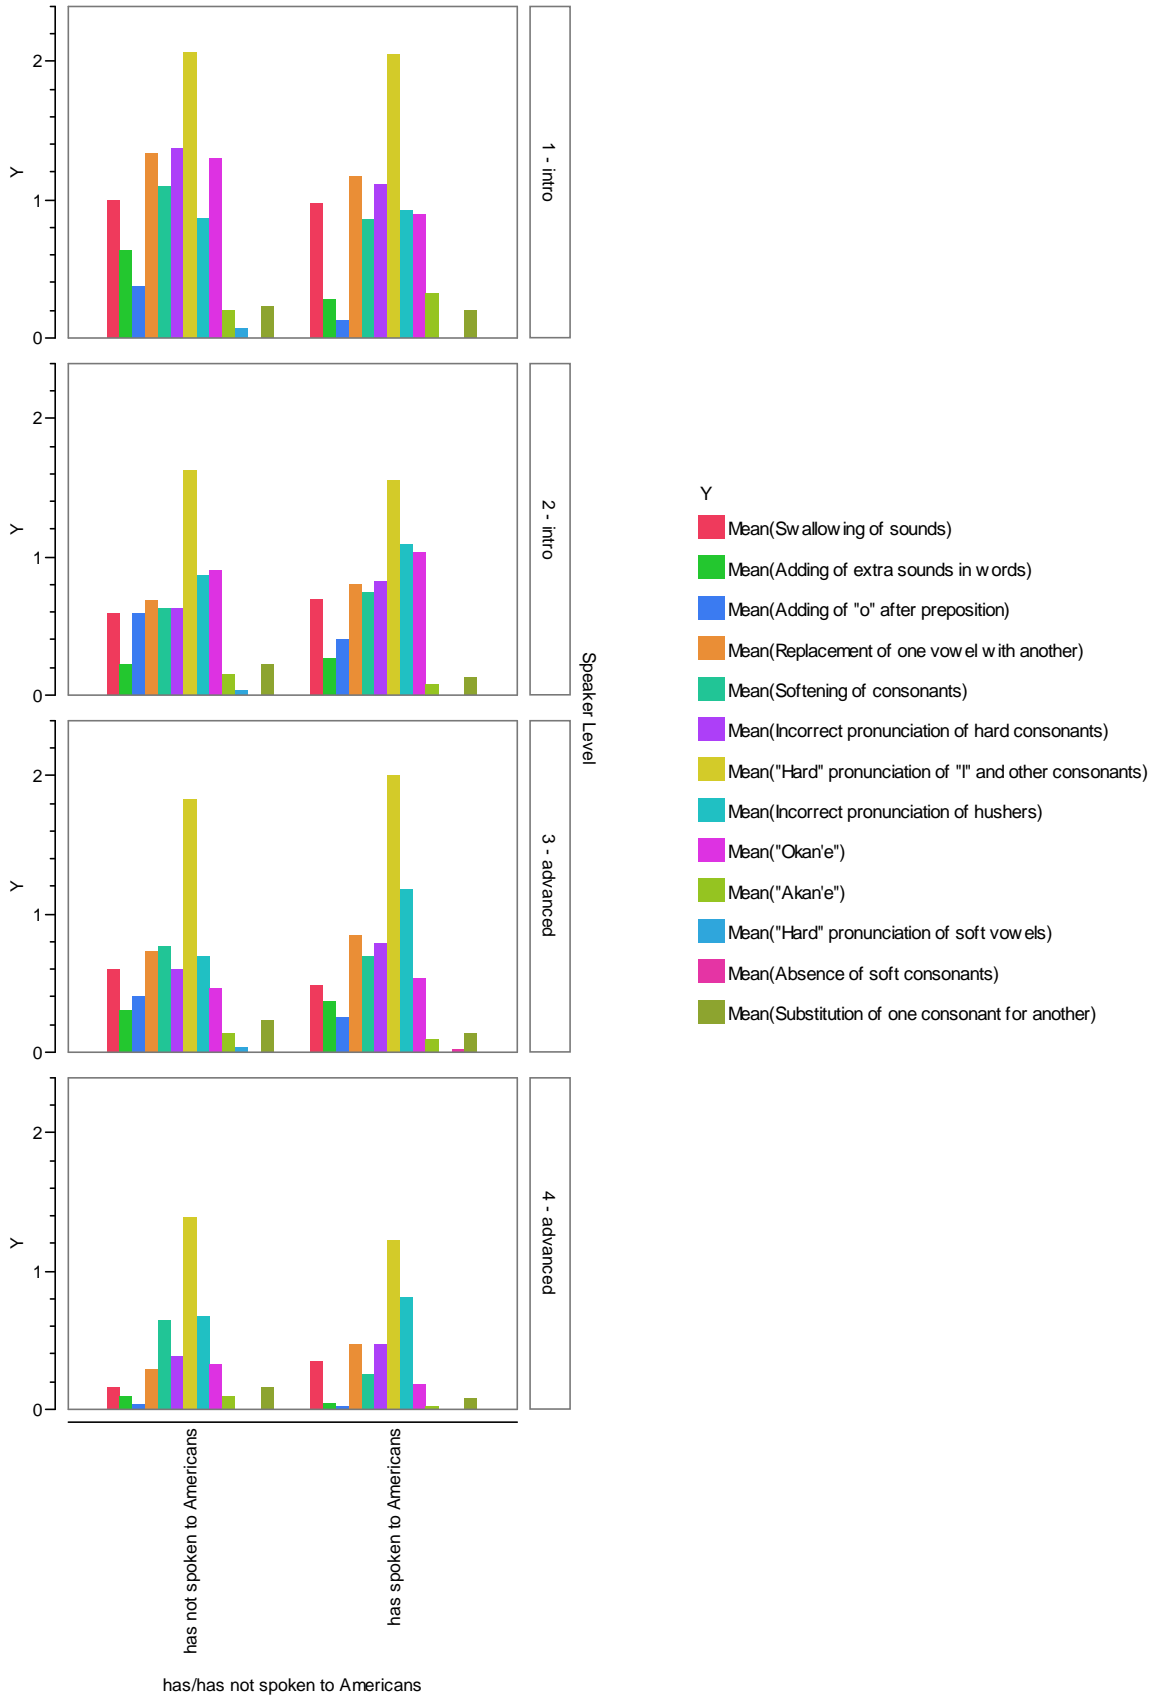 2
1
0
Y
1 - intro
2
1
0
Y
2 - intro
2
1
0
Y
3 - advanced
2
1
0
Y
4 - advanced
Speaker Level
has not spoken to Americans
has spoken to Americans
has/has not spoken to Americans
Y
Mean(Swallowing of sounds)
Mean(Adding of extra sounds in words)
Mean(Adding of "o" after preposition)
Mean(Replacement of one vowel with another)
Mean(Softening of consonants)
Mean(Incorrect pronunciation of hard consonants)
Mean("Hard" pronunciation of "l" and other consonants)
Mean(Incorrect pronunciation of hushers)
Mean("Okan'e")
Mean("Akan'e")
Mean("Hard" pronunciation of soft vowels)
Mean(Absence of soft consonants)
Mean(Substitution of one consonant for another)